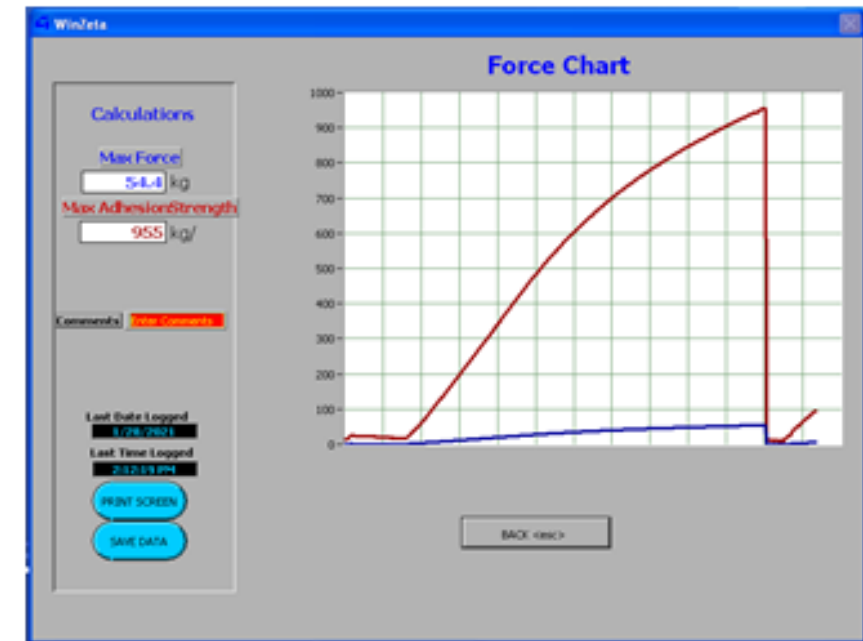 WinZeta
Force Chart
Calculations
Max Force
54.4 kg
Max AdhesionStrength
955 kg/
Comments Enter Comments
Last Date Logged
1/28/2021
Last Time Logged
2:12:19 PM
PRINT SCREEN
SAVE DATA
1000
900
800
700
600
500
400
300
200
100
0
BACK <esc>